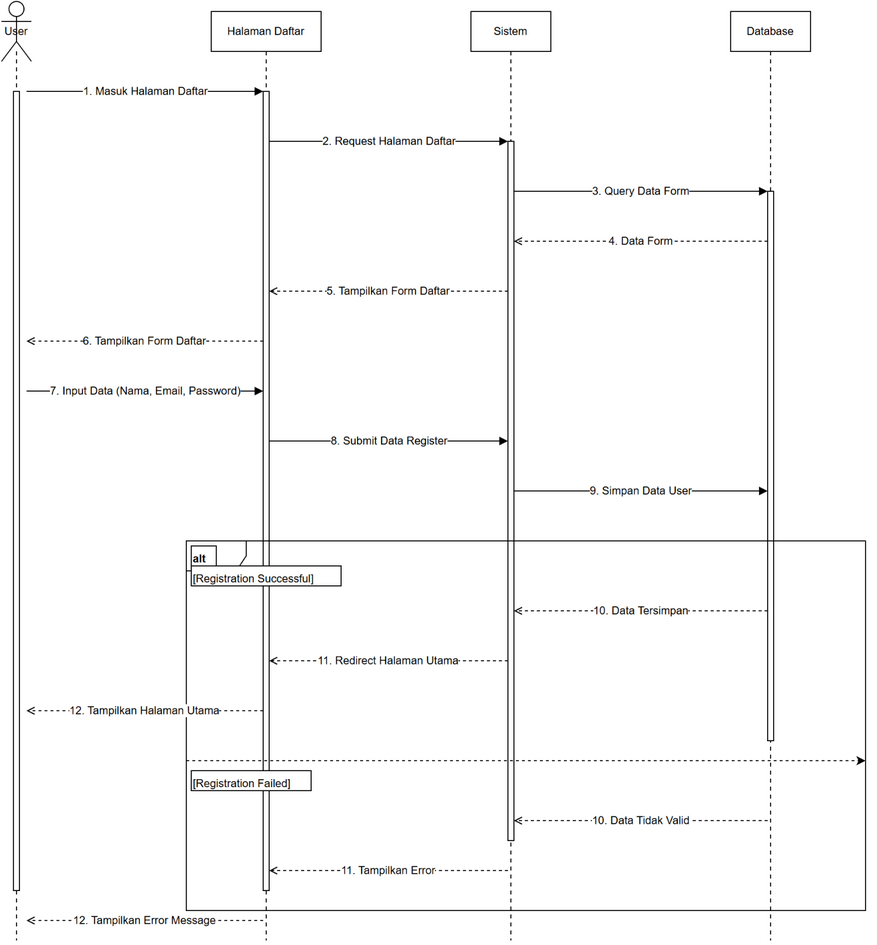 User
Halaman Daftar
Sistem
Database
1. Masuk Halaman Daftar
2. Request Halaman Daftar
3. Query Data Form
4. Data Form
5. Tampilkan Form Daftar
6. Tampilkan Form Daftar
7. Input Data (Nama, Email, Password)
8. Submit Data Register
9. Simpan Data User
alt
[Registration Successful]
10. Data Tersimpan
11. Redirect Halaman Utama
12. Tampilkan Halaman Utama
[Registration Failed]
10. Data Tidak Valid
11. Tampilkan Error
12. Tampilkan Error Message